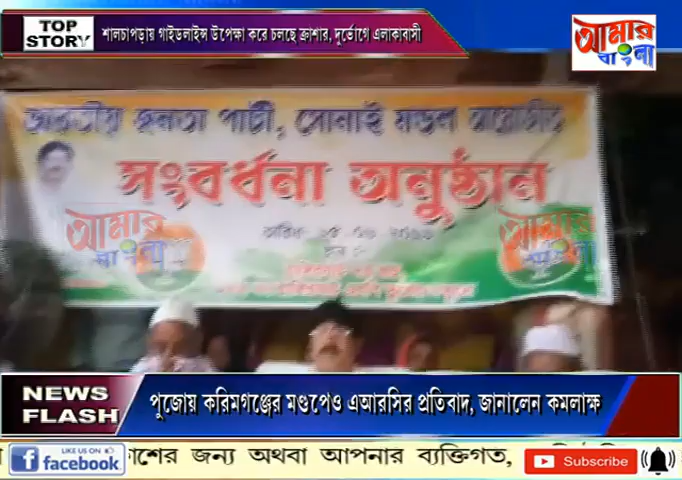 TOP STORY
শালচাপড়ায় গাইডলাইন্স উপেক্ষা করে চলছে ক্রাশার, দুর্ভোগে এলাকাবাসী
আমার বাংলা
ভারতীয় জনতা পার্টী, সোনাই মন্ডল আয়োজিত
সংবর্ধনা অনুষ্ঠান
আমার বাংলা
আমার বাংলা
NEWS FLASH
পুজোয় করিমগঞ্জের মণ্ডপেও এআরসির প্রতিবাদ, জানালেন কমলাক্ষ
LIKE US ON facebook
কাশের জন্য অথবা আপনার ব্যক্তিগত,
Subscribe